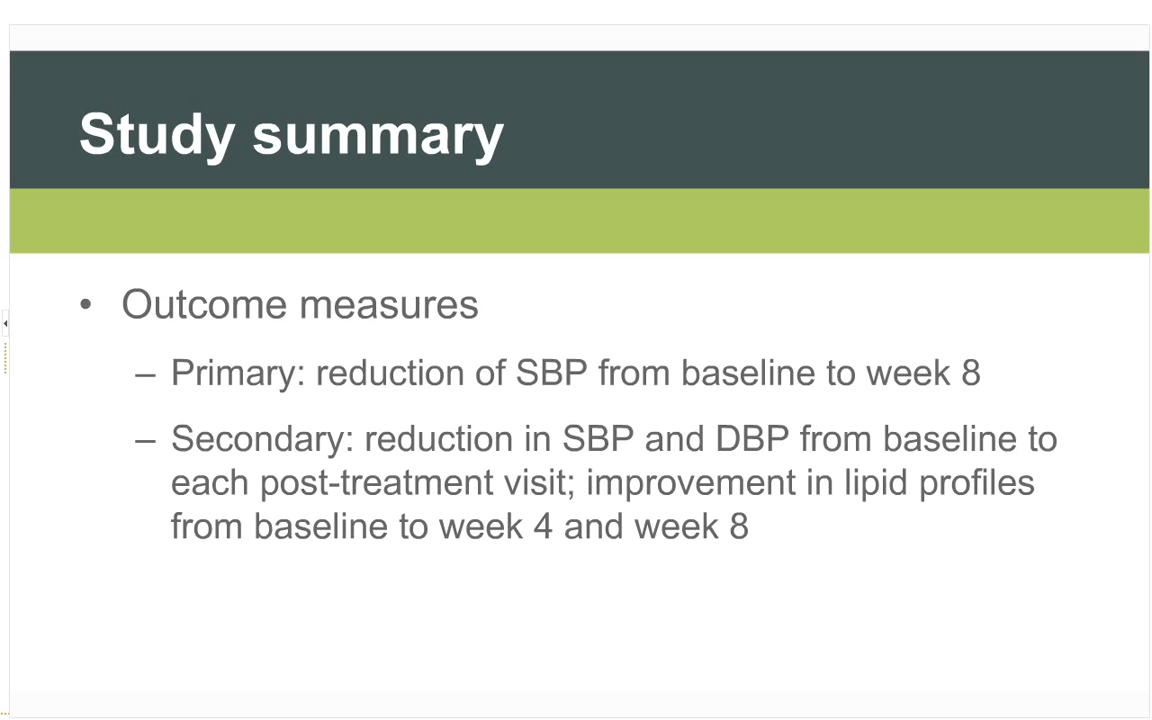 Study summary
• Outcome measures
– Primary: reduction of SBP from baseline to week 8
– Secondary: reduction in SBP and DBP from baseline to
each post-treatment visit; improvement in lipid profiles
from baseline to week 4 and week 8